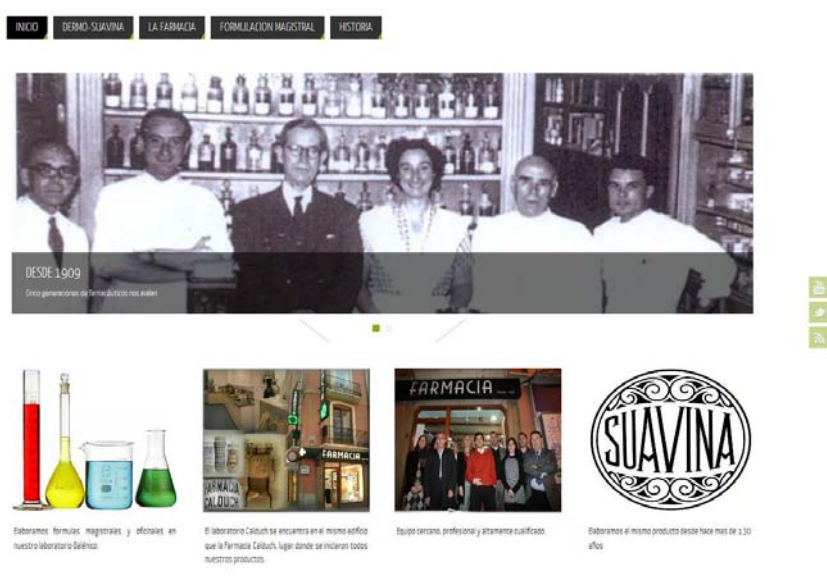 INICIO
DERMO-SUAVINA
LA FARMACIA
FORMULACION MAGISTRAL
HISTORIA
DESDE 1909
Cinco generaciones de farmacéuticos nos avalan
FARMACIA
FARMACIA
CALDUCH
FARMACIA
SUAVINA
Elaboramos formulas magistrales y oficinales en
nuestro laboratorio Galénico.
El laboratorio Calduch se encuentra en el mismo edificio
que la Farmacia Calduch, lugar donde se iniciaron todos
nuestros productos.
Equipo cercano, profesional y altamente cualificado.
Elaboramos el mismo producto desde hace mas de 130
años